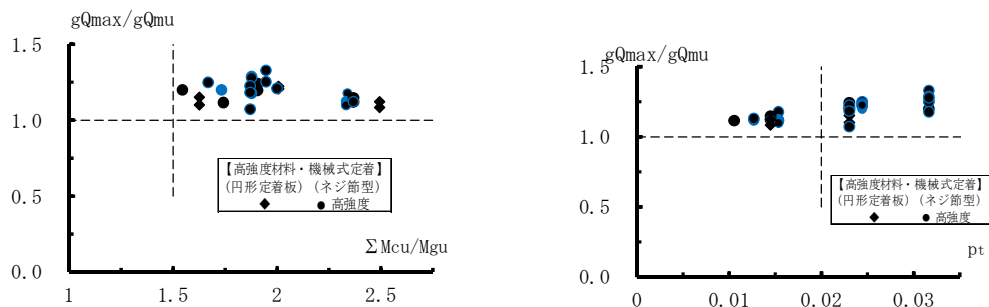 gQmax/gQmu
1.5
1.0
0.5
0.0
【高強度材料・機械式定着】
(円形定着板) (ネジ節型)
◆ ● 高強度
ΣMcu/Mgu
1 1.5 2 2.5
gQmax/gQmu
1.5
1.0
0.5
0.0
【高強度材料・機械式定着】
(円形定着板) (ネジ節型)
◆ ● 高強度
pt
0 0.01 0.02 0.03